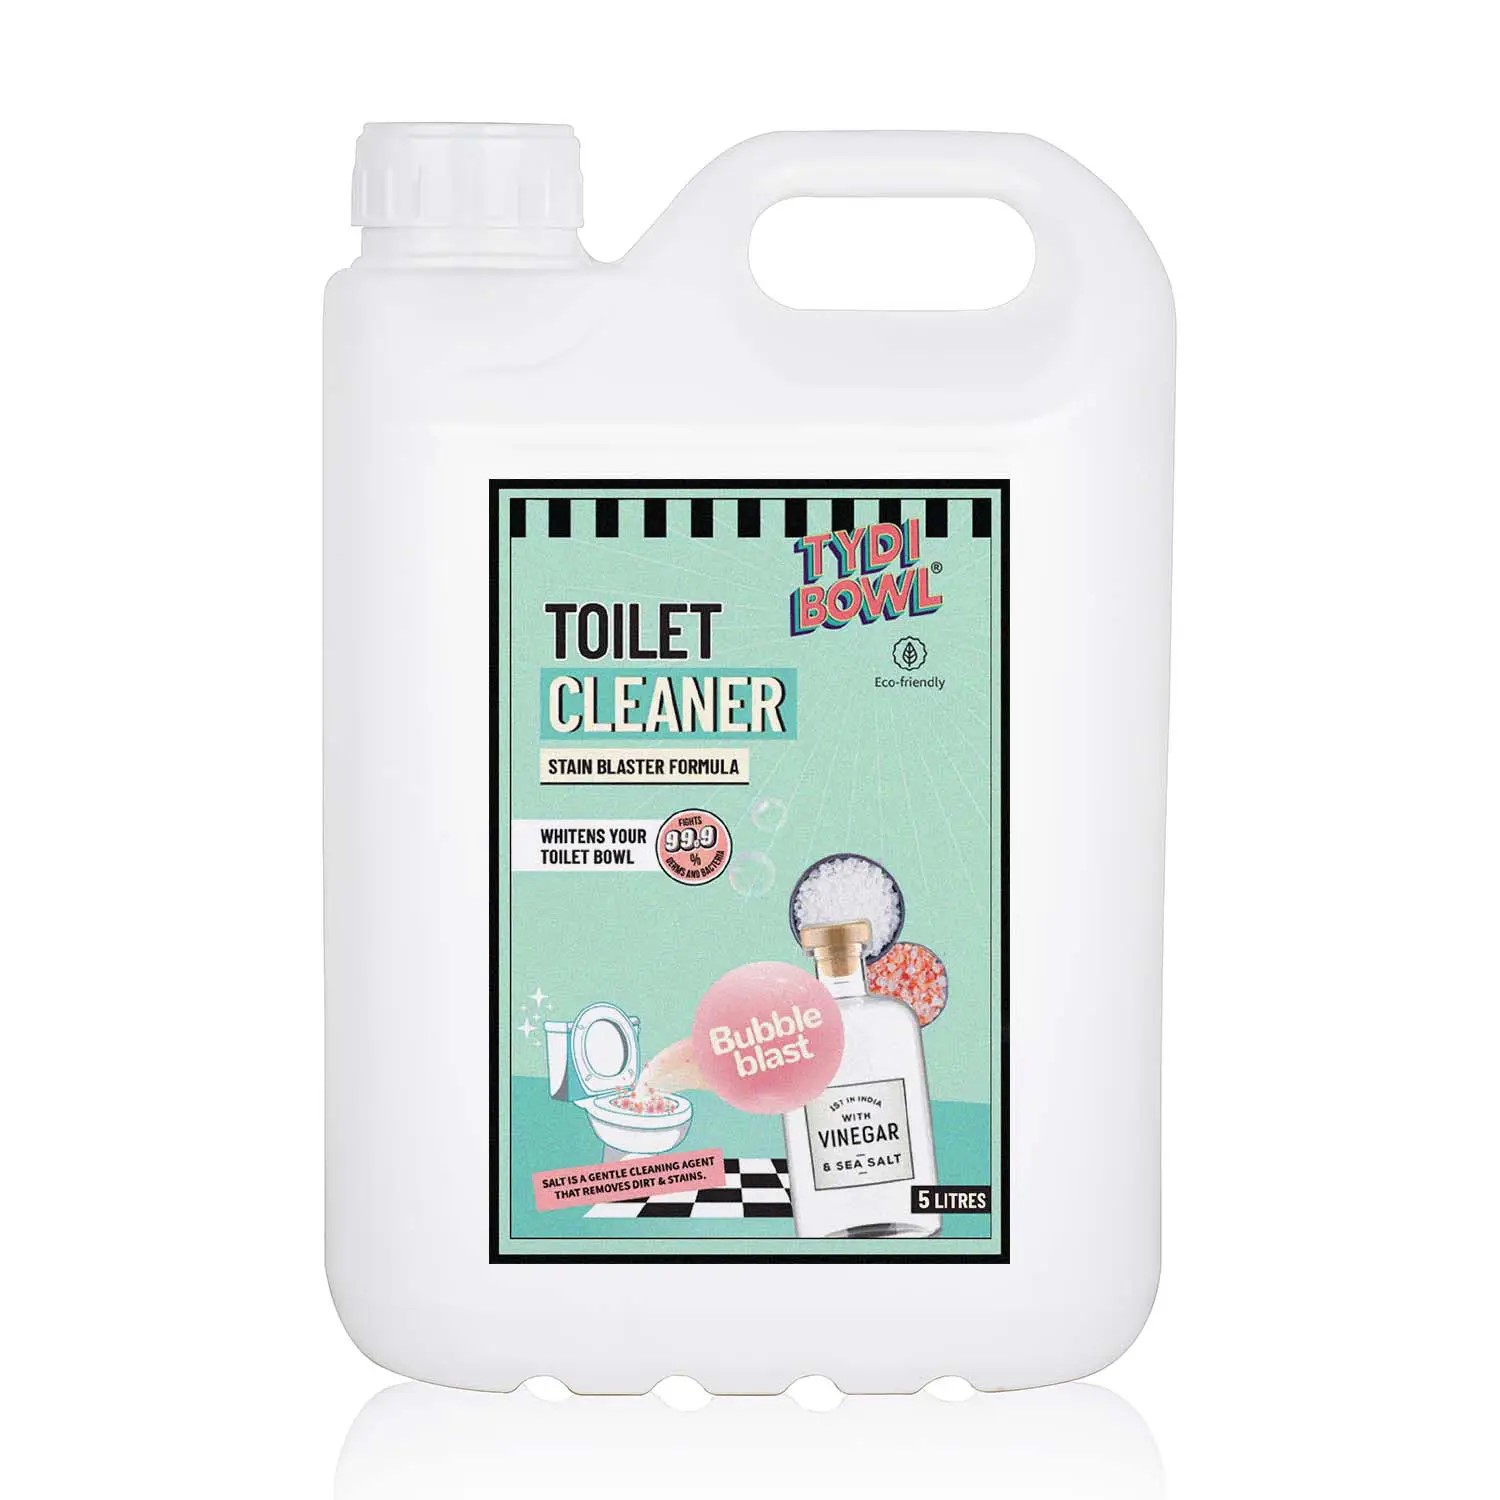 TYDI
BOWL®
Eco-friendly
TOILET
CLEANER
STAIN BLASTER FORMULA
WHITENS YOUR
TOILET BOWL
FIGHTS
99.9
%
GERMS AND BACTERIA
Bubble
blast
1ST IN INDIA
WITH
VINEGAR
& SEA SALT
SALT IS A GENTLE CLEANING AGENT
THAT REMOVES DIRT & STAINS.
5 LITRES